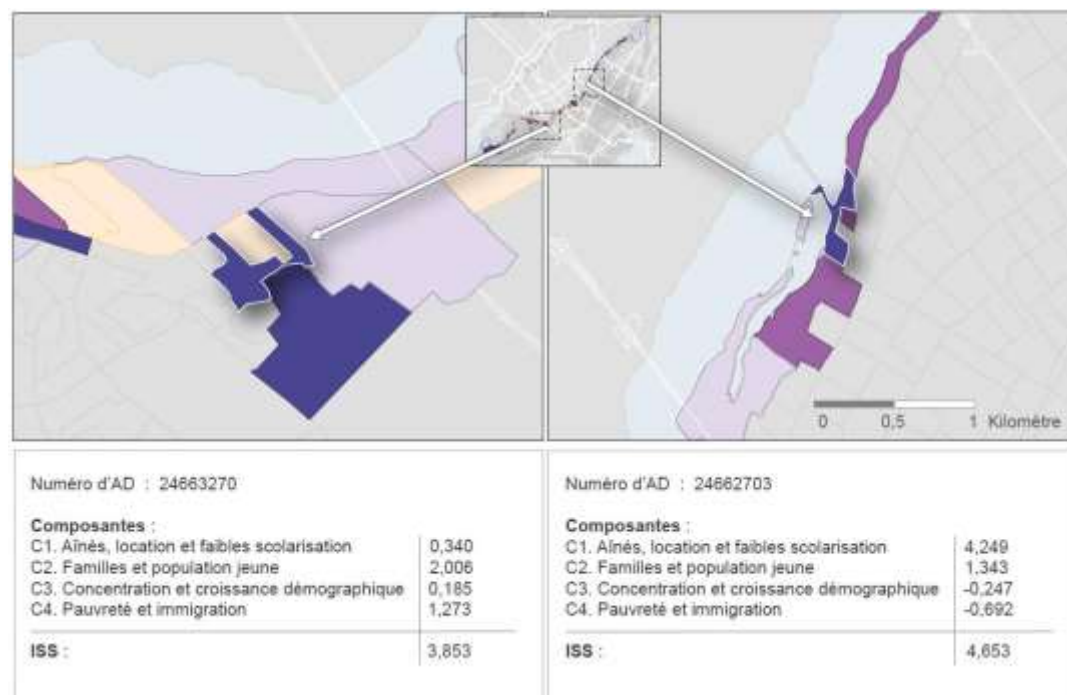 0 0,5 1 Kilomètre
Numéro d'AD : 24663270
Composantes :
C1. Aînés, location et faibles scolarisation 0,340
C2. Familles et population jeune 2,006
C3. Concentration et croissance démographique 0,185
C4. Pauvreté et immigration 1,273
ISS : 3,853
Numéro d'AD : 24662703
Composantes :
C1. Aînés, location et faibles scolarisation 4,249
C2. Familles et population jeune 1,343
C3. Concentration et croissance démographique -0,247
C4. Pauvreté et immigration -0,692
ISS : 4,653